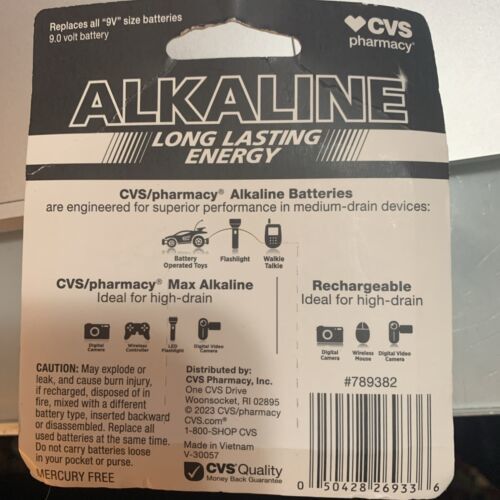 Replaces all "9V" size batteries
9.0 volt battery
CVS
pharmacy®
ALKALINE
LONG LASTING
ENERGY
CVS/pharmacy® Alkaline Batteries
are engineered for superior performance in medium-drain devices:
Battery
Operated Toys
Flashlight
Walkie
Talkie
CVS/pharmacy® Max Alkaline
Ideal for high-drain
Digital
Camera
Wireless
Controller
LED
Flashlight
Digital Video
Camera
Rechargeable
Ideal for high-drain
Digital
Camera
Wireless
Mouse
Digital Video
Camera
CAUTION: May explode or
leak, and cause burn injury,
if recharged, disposed of in
fire, mixed with a different
battery type, inserted backward
or disassembled. Replace all
used batteries at the same time.
Do not carry batteries loose
in your pocket or purse.
MERCURY FREE
Distributed by:
CVS Pharmacy, Inc.
One CVS Drive
Woonsocket, RI 02895
© 2023 CVS/pharmacy
CVS.com®
1-800-SHOP CVS
Made in Vietnam
V-30057
CVS Quality
Money Back Guarantee
#789382
0 50428 26933 6